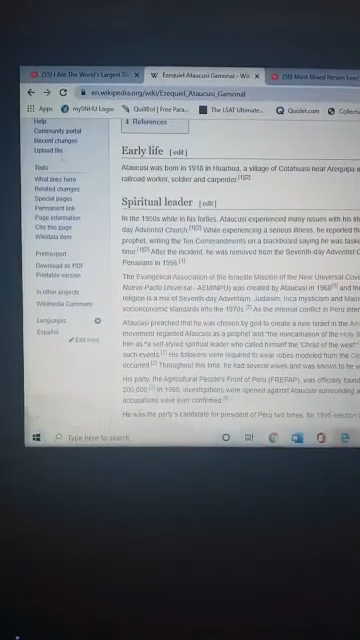 (55) I Ate The World's Largest Sl
Ezequiel Ataucusi Gamonal - Wi
(56) Most Mixed Person Ever!
en.wikipedia.org/wiki/Ezequiel_Ataucusi_Gamonal
Apps
mySNHU Login
QuillBot | Free Para...
The LSAT Ultimate...
Quizlet.com
Collect
Help
Community portal
Recent changes
Upload file
Tools
What links here
Related changes
Special pages
Permanent link
Page information
Cite this page
Wikidata item
Print/export
Download as PDF
Printable version
In other projects
Wikimedia Commons
Languages
Español
Edit links
4 References
Early life [edit]
Ataucusi was born in 1918 in Huarhua, a village of Cotahuasi near Arequipa
railroad worker, soldier and carpenter.[1][2]
Spiritual leader [edit]
In the 1950s while in his forties, Ataucusi experienced many issues with his
day Adventist Church.[1][2] While experiencing a serious illness, he reported
prophet, writing the Ten Commandments on a blackboard saying he was
time.[1][2] After the incident, he was removed from the Seventh-day Adventist
Peruvians in 1956.[1]
The Evangelical Association of the Israelite Mission of the New Universal
Nuevo Pacto Universal - AEMINPU) was created by Ataucusi in 1968[3] and
religion is a mix of Seventh-day Adventism, Judaism, Inca mysticism and
socioeconomic standards into the 1970s. As the internal conflict in Peru
Ataucusi preached that he was chosen by god to create a new Israel in the
movement regarded Ataucusi as a prophet and "the reincarnation of the Holy
him as "a self-styled spiritual leader who called himself the 'Christ of the west'"
such events. His followers were required to wear robes modeled from the
occurred. Throughout this time, he had several wives and was known to be
His party, the Agricultural People's Front of Peru (FREPAP), was officially
200,000. In 1990, investigations were opened against Ataucusi surrounding
accusations were ever confirmed.
He was the party's candidate for president of Peru two times, for 1995 election
Type here to search